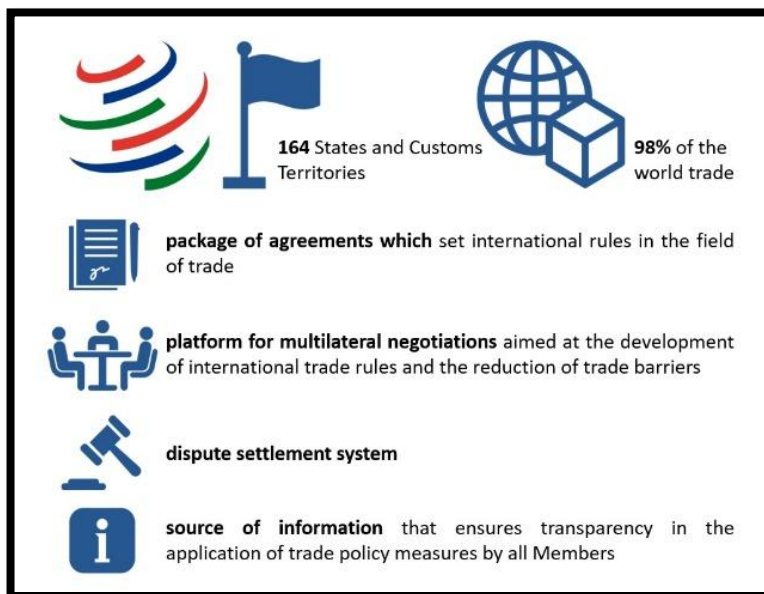 164 States and Customs
Territories
98% of the
world trade
package of agreements which set international rules in the field
of trade
platform for multilateral negotiations aimed at the development
of international trade rules and the reduction of trade barriers
dispute settlement system
source of information that ensures transparency in the
application of trade policy measures by all Members